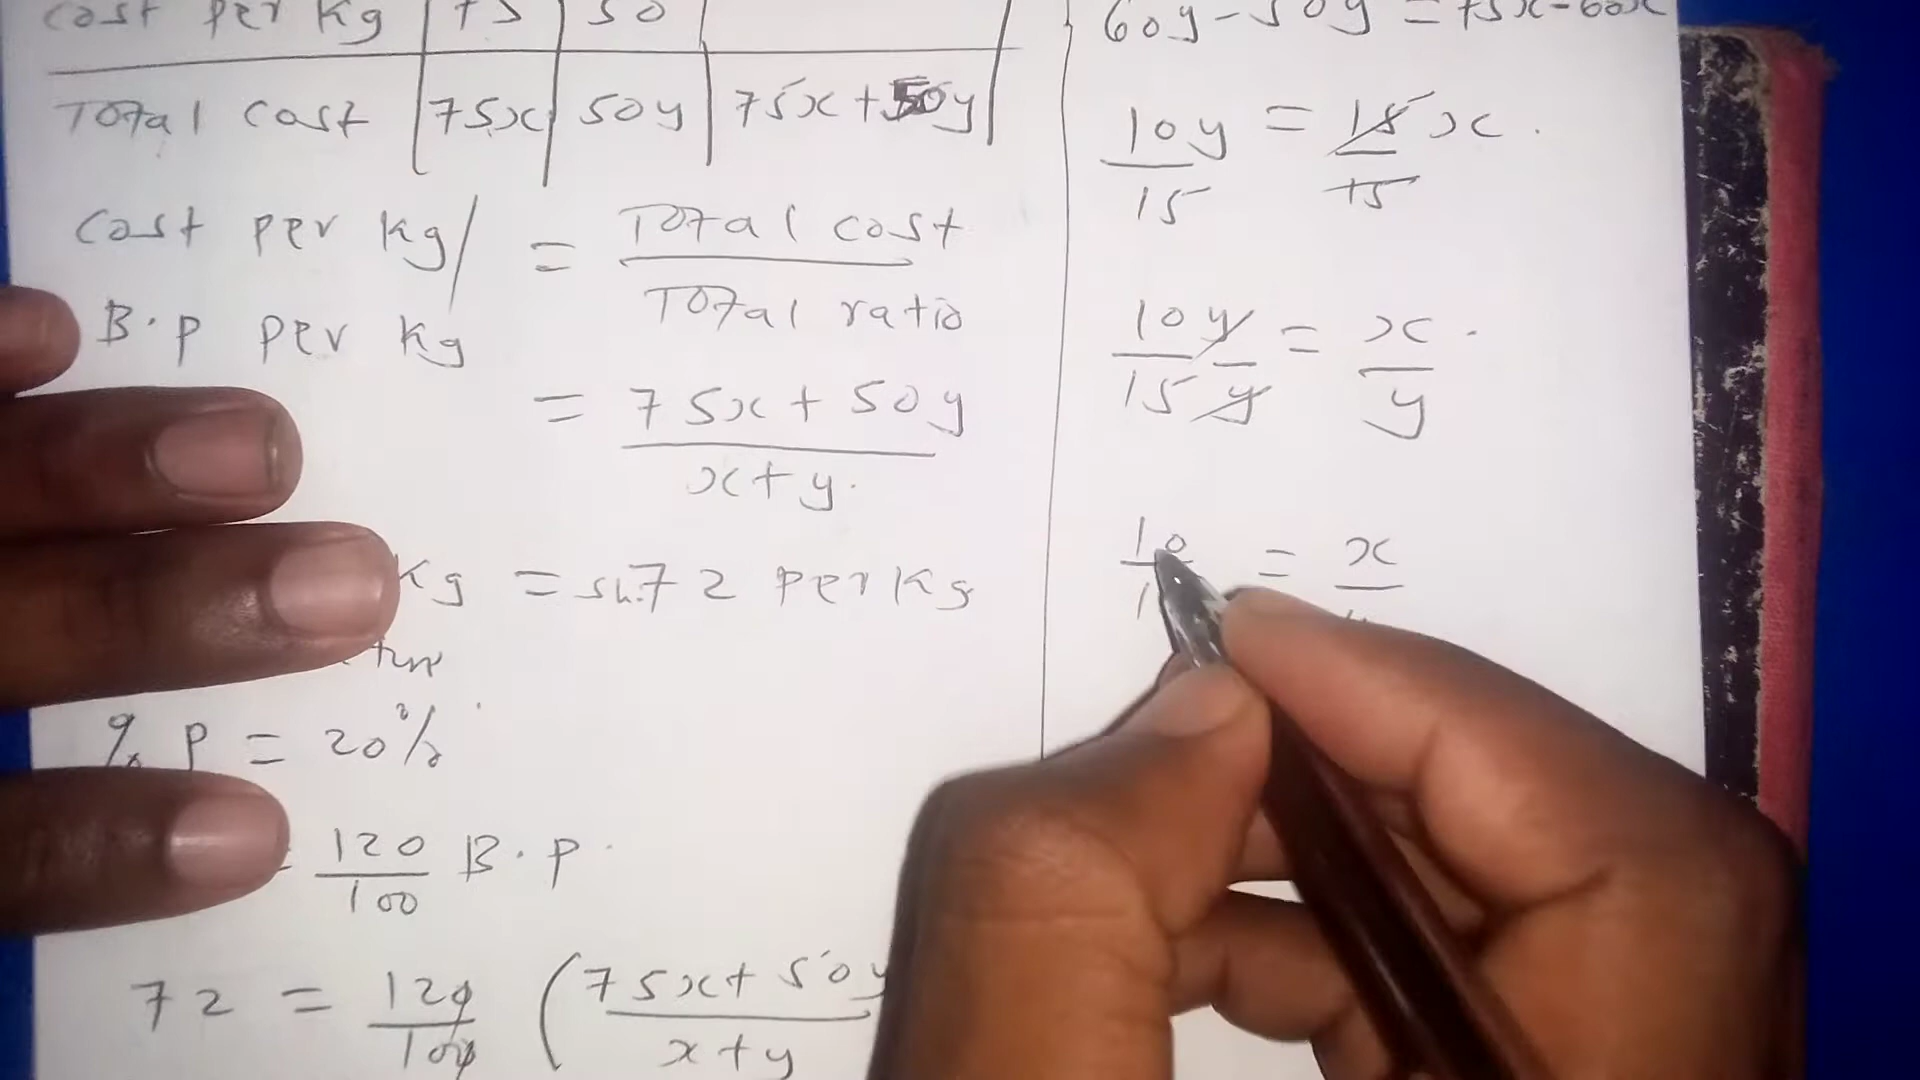 Cost per kg 75 50
Total cost 75x 50y 75x + 50y
Cost per kg/ = Total cost
B.P per kg Total ratio
= 75x + 50y
x + y.
kg = sh.72 per kg
% P = 20%
120 B.P.
100
72 = 120 ( 75x + 50y
100 x + y
60y - 50y = 75x - 60x
10y = 15x.
15 15
10y = x.
15y y
10 = x